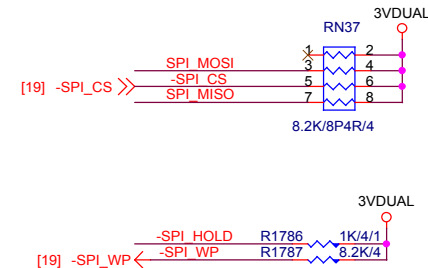 3VDUAL
RN37
1 2
SPI_MOSI 3 4
[19] -SPI_CS -SPI_CS 5 6
SPI_MISO 7 8
8.2K/8P4R/4
3VDUAL
-SPI_HOLD R1786 1K/4/1
[19] -SPI_WP -SPI_WP R1787 8.2K/4